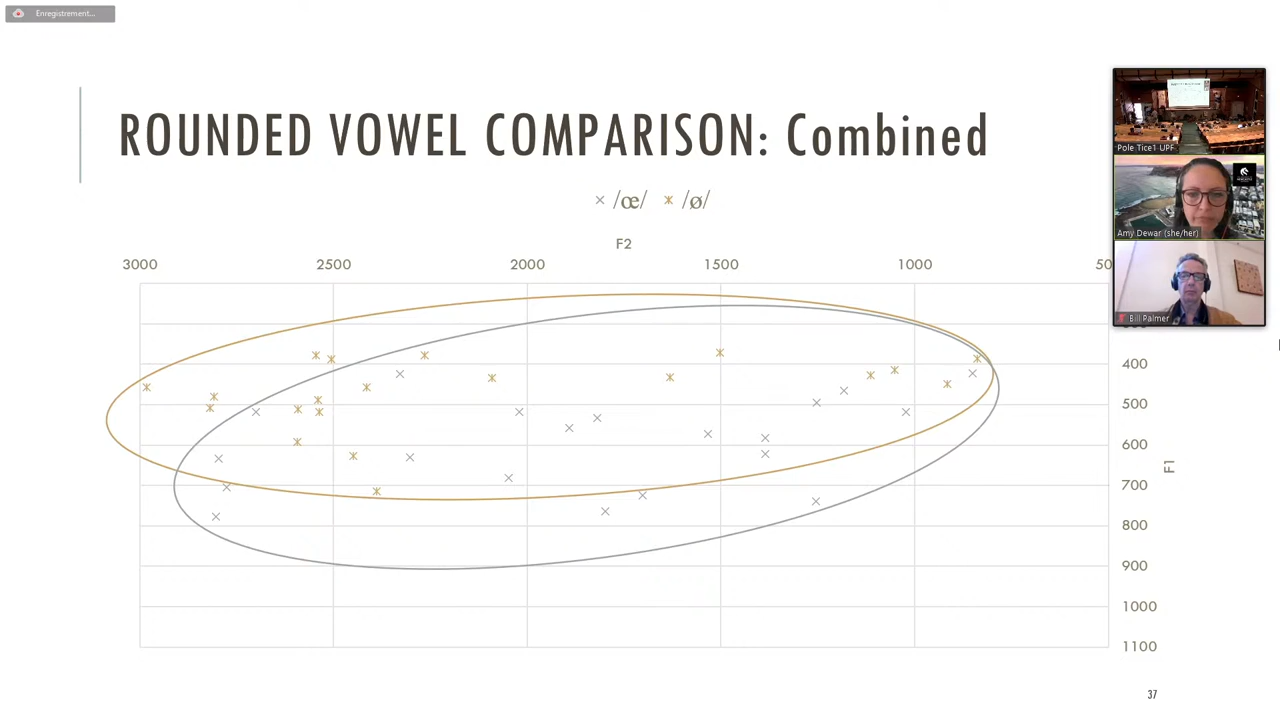 Enregistrement...
ROUNDED VOWEL COMPARISON: Combined
/œ/ /ø/
F2
3000 2500 2000 1500 1000 50
400
500
600
700
800
900
1000
1100
F1
Pole Tice1 UPF
Amy Dewar (she/her)
Bill Palmer
37